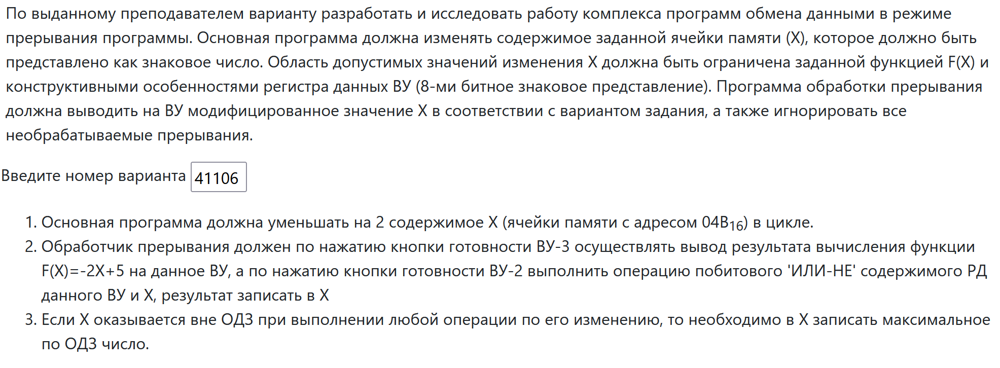 По выданному преподавателем варианту разработать и исследовать работу комплекса программ обмена данными в режиме
прерывания программы. Основная программа должна изменять содержимое заданной ячейки памяти (Х), которое должно быть
представлено как знаковое число. Область допустимых значений изменения Х должна быть ограничена заданной функцией F(X) и
конструктивными особенностями регистра данных ВУ (8-ми битное знаковое представление). Программа обработки прерывания
должна выводить на ВУ модифицированное значение Х в соответствии с вариантом задания, а также игнорировать все
необрабатываемые прерывания.
Введите номер варианта 41106
1. Основная программа должна уменьшать на 2 содержимое X (ячейки памяти с адресом 04B₁₆) в цикле.
2. Обработчик прерывания должен по нажатию кнопки готовности ВУ-3 осуществлять вывод результата вычисления функции
F(X)=-2X+5 на данное ВУ, а по нажатию кнопки готовности ВУ-2 выполнить операцию побитового 'ИЛИ-НЕ' содержимого РД
данного ВУ и X, результат записать в X
3. Если X оказывается вне ОДЗ при выполнении любой операции по его изменению, то необходимо в X записать максимальное
по ОДЗ число.